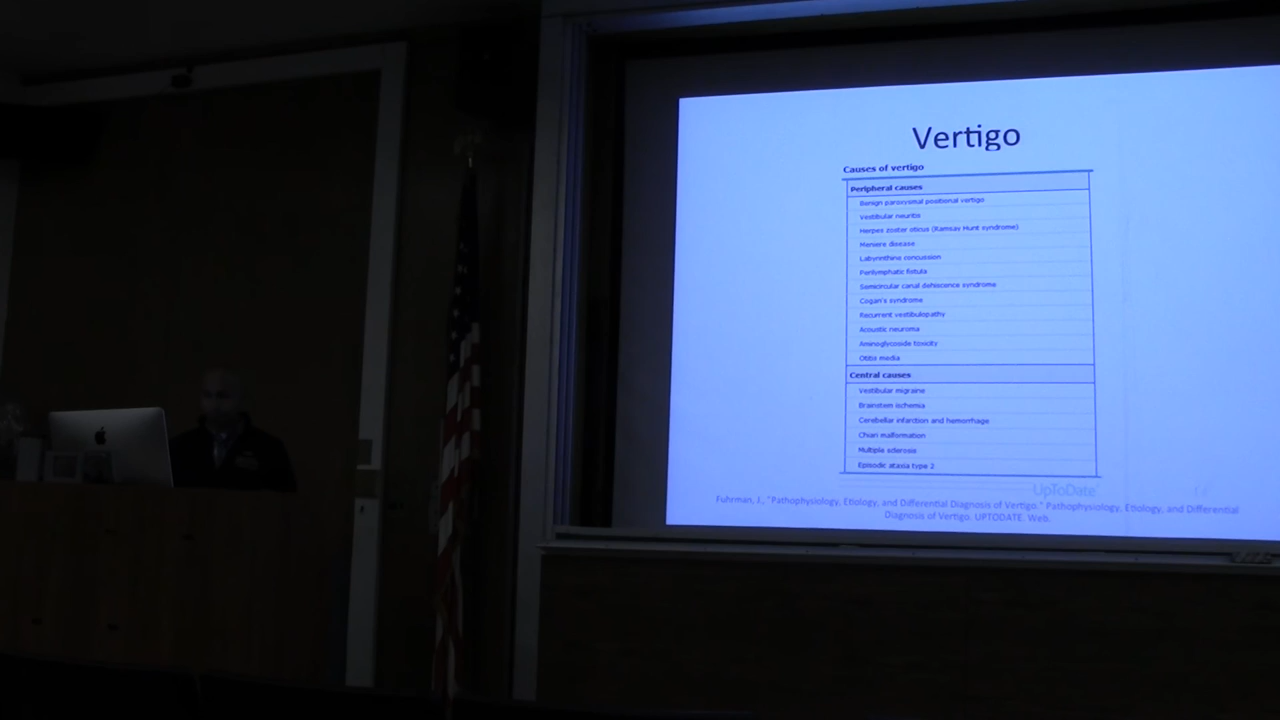 Vertigo
Causes of vertigo
Peripheral causes
Benign paroxysmal positional vertigo
Vestibular neuritis
Herpes zoster oticus (Ramsay Hunt syndrome)
Meniere disease
Labyrinthine concussion
Perilymphatic fistula
Semicircular canal dehiscence syndrome
Cogan's syndrome
Recurrent vestibulopathy
Acoustic neuroma
Aminoglycoside toxicity
Otitis media
Central causes
Vestibular migraine
Brainstem ischemia
Cerebellar infarction and hemorrhage
Chiari malformation
Multiple sclerosis
Episodic ataxia type 2
UpToDate
Fuhrman, J., "Pathophysiology, Etiology, and Differential Diagnosis of Vertigo." Pathophysiology, Etiology, and Differential
Diagnosis of Vertigo. UPTODATE. Web.